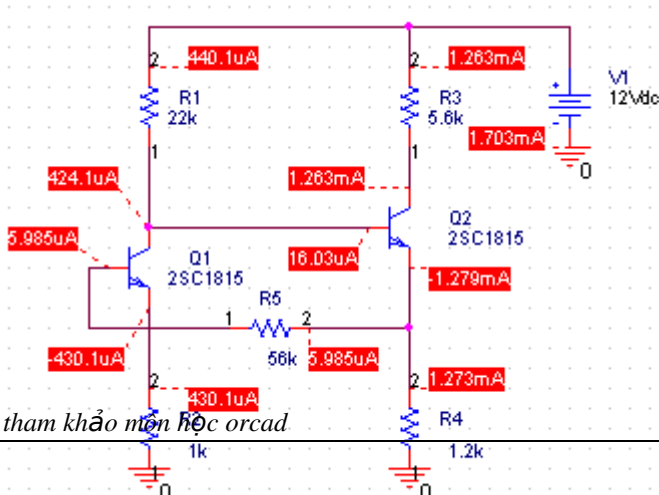 2 440.1uA
2 1.263mA
V1
12Vdc
R1
22k
R3
5.6k
1.703mA
0
1
1
424.1uA
1.263mA
5.985uA
Q1
2SC1815
16.03uA
Q2
2SC1815
-1.279mA
R5
1
2
56k
5.985uA
-430.1uA
2
430.1uA
2 1.273mA
tham khảo môn học orcad
R2
1k
R4
1.2k
1
0
1
0